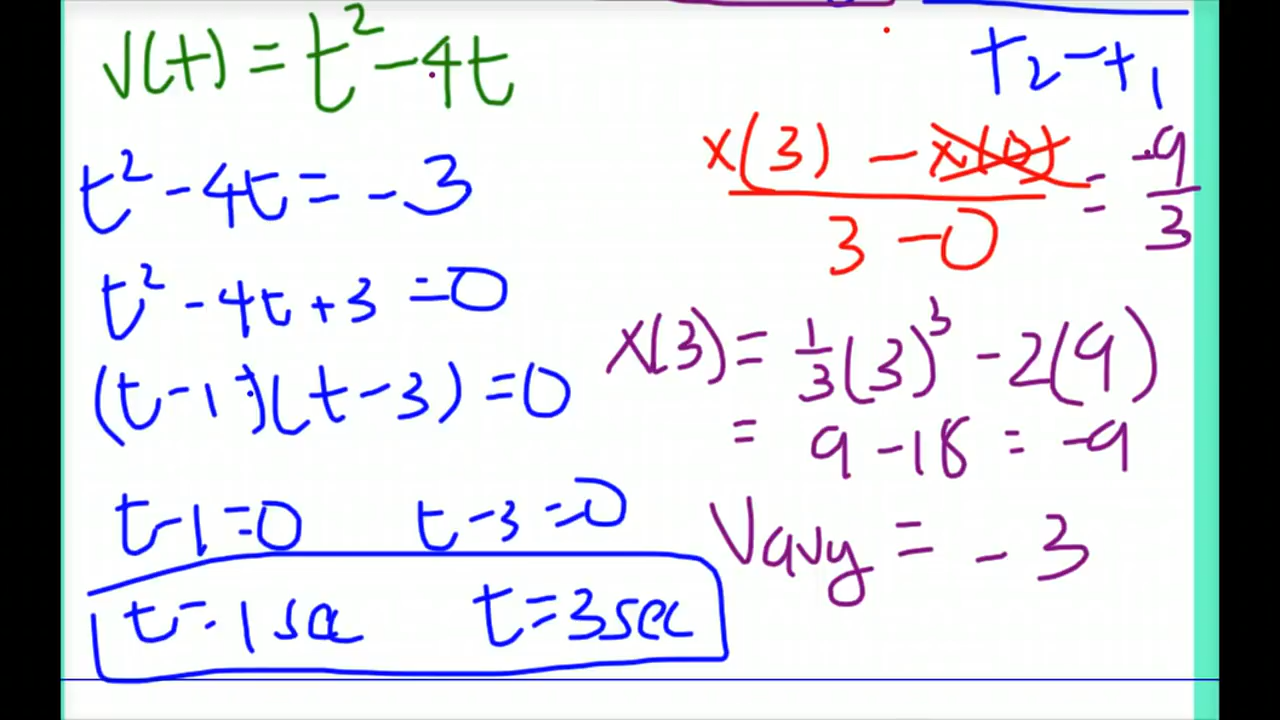 v(t) = t² - 4t
t² - 4t = -3
t² - 4t + 3 = 0
(t - 1)(t - 3) = 0
t - 1 = 0    t - 3 = 0
t = 1 sec    t = 3 sec
t₂ - t₁
x(3) - x(0) = -9
3 - 0    3
x(3) = 1/3 (3)³ - 2(9)
= 9 - 18 = -9
Vavg = -3